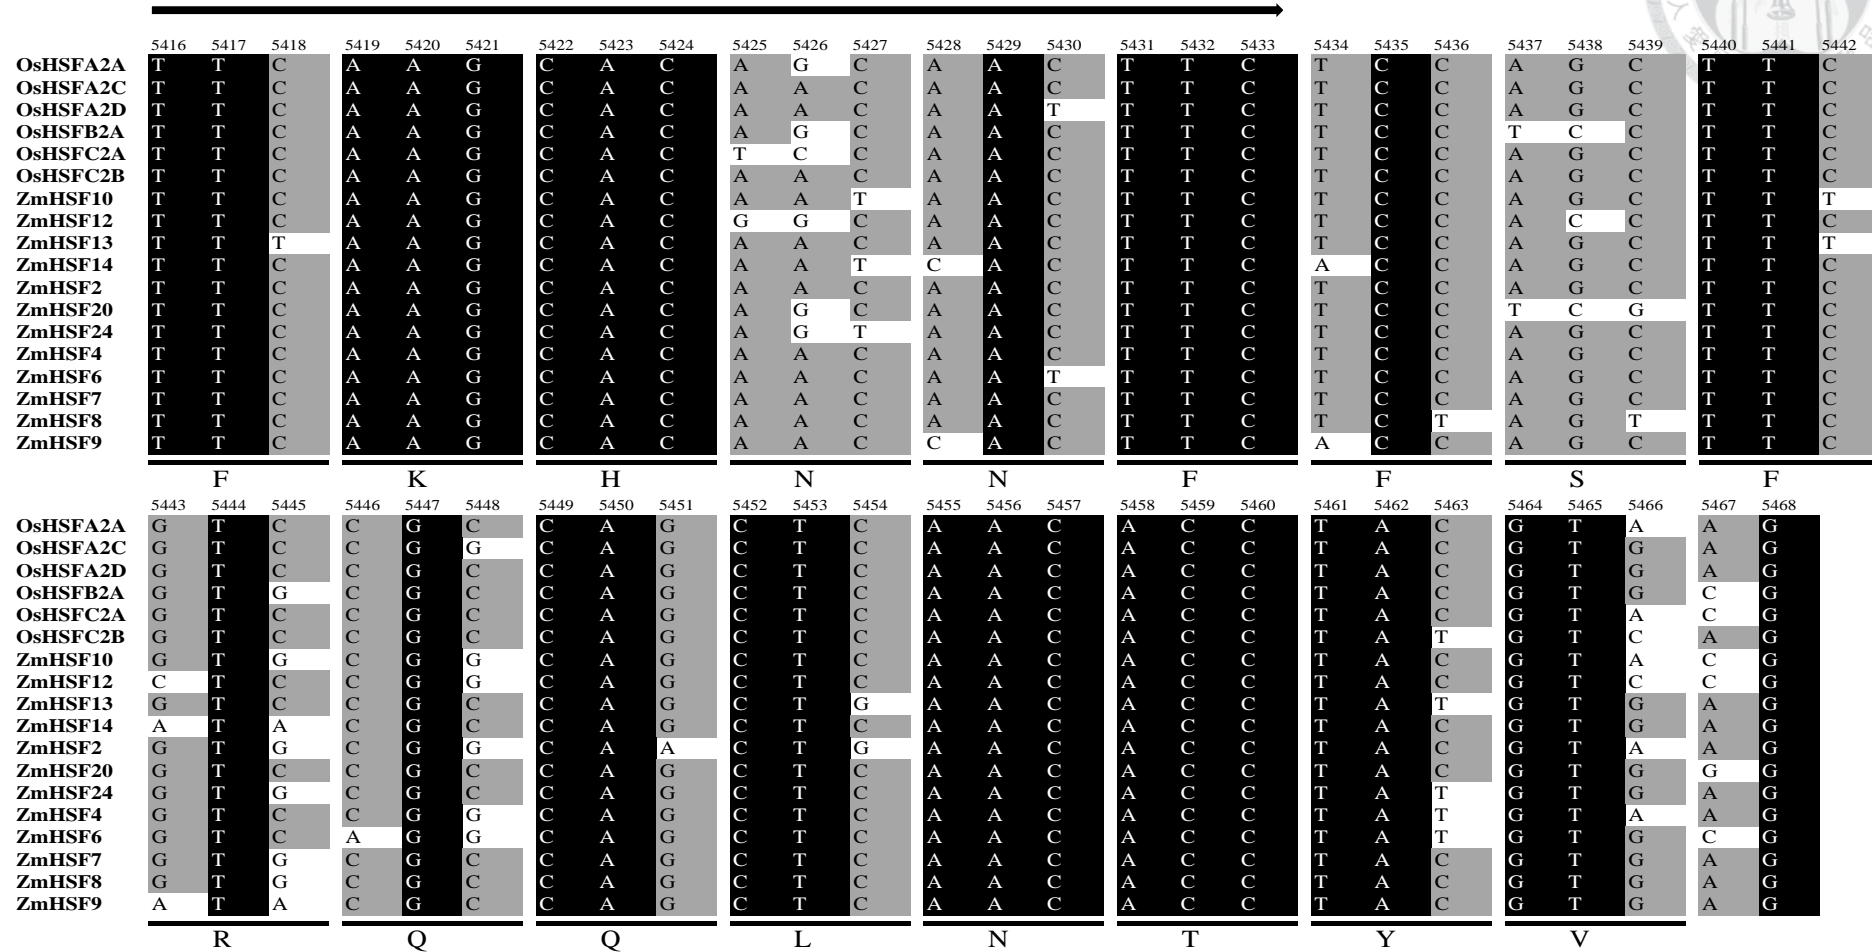 5416 5417 5418 5419 5420 5421 5422 5423 5424 5425 5426 5427 5428 5429 5430 5431 5432 5433 5434 5435 5436 5437 5438 5439 5440 5441 5442
OsHSFA2A T T C A A G C A C A G C A A C T T C T C C A G C T T C
OsHSFA2C T T C A A G C A C A A C A A C T T C T C C A G C T T C
OsHSFA2D T T C A A G C A C A A C A A T T T C T C C A G C T T C
OsHSFB2A T T C A A G C A C A G C A A C T T C T C C T C C T T C
OsHSFC2A T T C A A G C A C T C C A A C T T C T C C A G C T T C
OsHSFC2B T T C A A G C A C A A C A A C T T C T C C A G C T T C
ZmHSF10 T T C A A G C A C A A T A A C T T C T C C A G C T T T
ZmHSF12 T T C A A G C A C G G C A A C T T C T C C A C C T T C
ZmHSF13 T T T A A G C A C A A C A A C T T C T C C A G C T T T
ZmHSF14 T T C A A G C A C A A T C A C T T C A C C A G C T T C
ZmHSF2 T T C A A G C A C A A C A A C T T C T C C A G C T T C
ZmHSF20 T T C A A G C A C A G C A A C T T C T C C T C G T T C
ZmHSF24 T T C A A G C A C A G T A A C T T C T C C A G C T T C
ZmHSF4 T T C A A G C A C A A C A A C T T C T C C A G C T T C
ZmHSF6 T T C A A G C A C A A C A A T T T C T C C A G C T T C
ZmHSF7 T T C A A G C A C A A C A A C T T C T C C A G C T T C
ZmHSF8 T T C A A G C A C A A C A A C T T C T C T A G T T T C
ZmHSF9 T T C A A G C A C A A C C A C T T C A C C A G C T T C
F K H N N F F S F
5443 5444 5445 5446 5447 5448 5449 5450 5451 5452 5453 5454 5455 5456 5457 5458 5459 5460 5461 5462 5463 5464 5465 5466 5467 5468
OsHSFA2A G T C C G C C A G C T C A A C A C C T A C G T A A G
OsHSFA2C G T C C G G C A G C T C A A C A C C T A C G T G A G
OsHSFA2D G T C C G C C A G C T C A A C A C C T A C G T G A G
OsHSFB2A G T G C G C C A G C T C A A C A C C T A C G T G C G
OsHSFC2A G T C C G C C A G C T C A A C A C C T A C G T A C G
OsHSFC2B G T C C G C C A G C T C A A C A C C T A T G T C A G
ZmHSF10 G T G C G G C A G C T C A A C A C C T A C G T A C G
ZmHSF12 C T C C G G C A G C T C A A C A C C T A C G T C C G
ZmHSF13 G T C C G C C A G C T G A A C A C C T A T G T G A G
ZmHSF14 A T A C G C C A G C T C A A C A C C T A C G T G A G
ZmHSF2 G T G C G G C A A C T G A A C A C C T A C G T A A G
ZmHSF20 G T C C G C C A G C T C A A C A C C T A C G T G G G
ZmHSF24 G T G C G C C A G C T C A A C A C C T A T G T G A G
ZmHSF4 G T C C G G C A G C T C A A C A C C T A T G T A A G
ZmHSF6 G T C A G G C A G C T C A A C A C C T A T G T G C G
ZmHSF7 G T G C G C C A G C T C A A C A C C T A C G T G A G
ZmHSF8 G T G C G C C A G C T C A A C A C C T A C G T G A G
ZmHSF9 A T A C G C C A G C T C A A C A C C T A C G T G A G
R Q Q L N T Y V